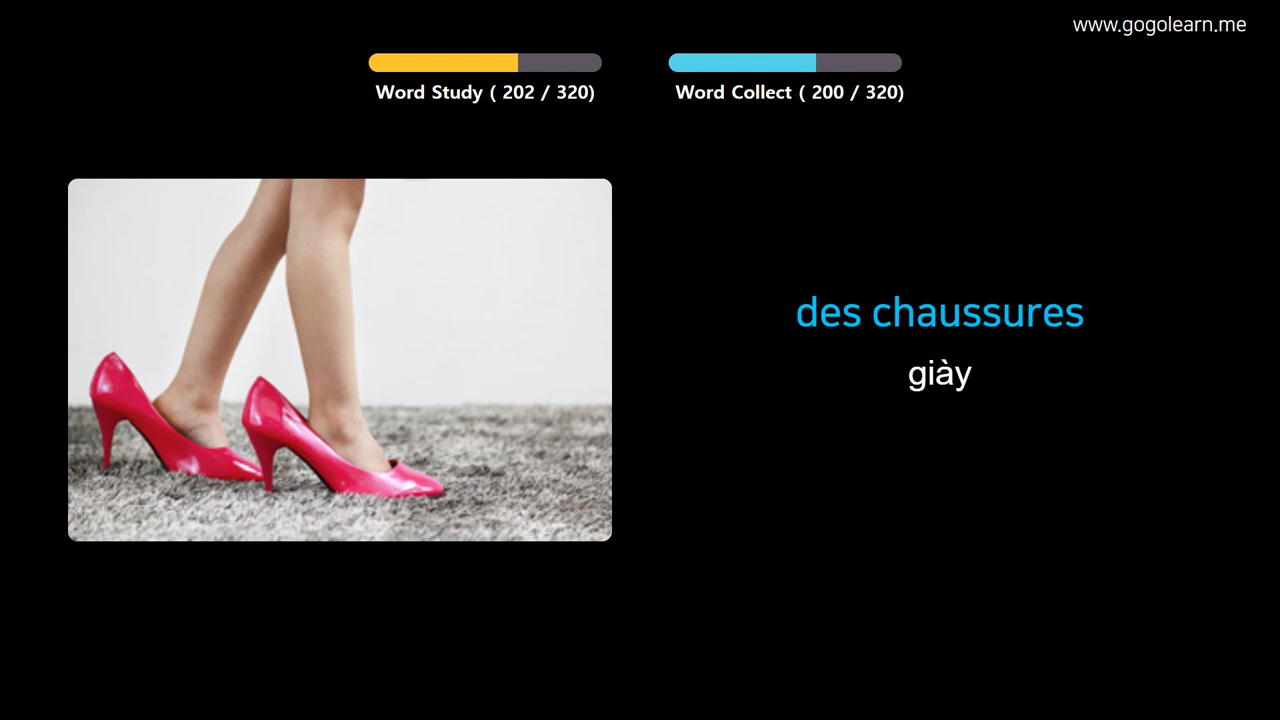 www.gogolearn.me
Word Study ( 202 / 320)
Word Collect ( 200 / 320)
des chaussures
giày